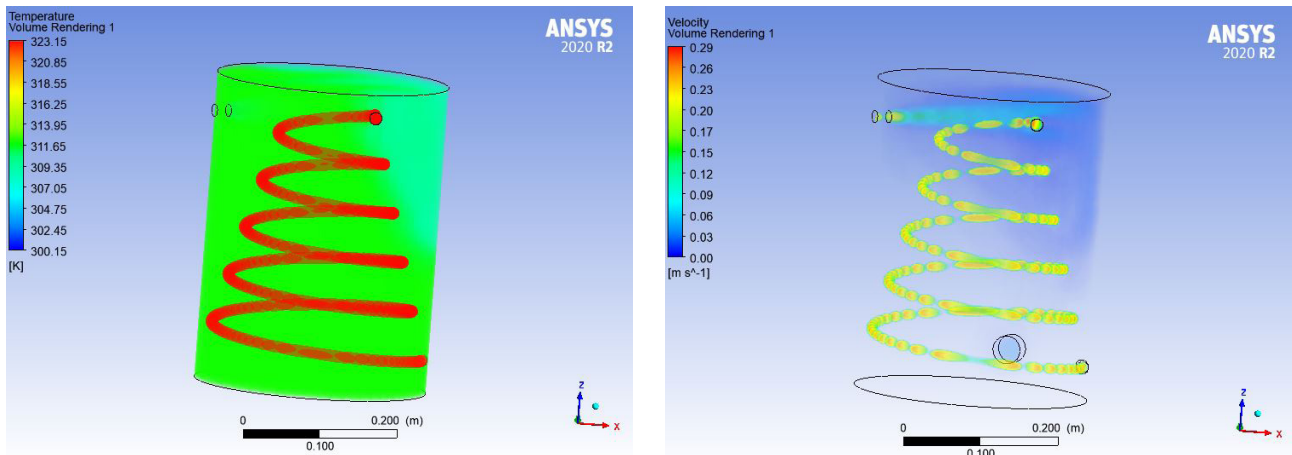 Temperature
Volume Rendering 1
323.15
320.85
318.55
316.25
313.95
311.65
309.35
307.05
304.75
302.45
300.15
[K]
ANSYS
2020 R2
0
0.200 (m)
0.100
Z
X
Velocity
Volume Rendering 1
0.29
0.26
0.23
0.20
0.17
0.15
0.12
0.09
0.06
0.03
0.00
[m s^-1]
ANSYS
2020 R2
0
0.200 (m)
0.100
Z
X